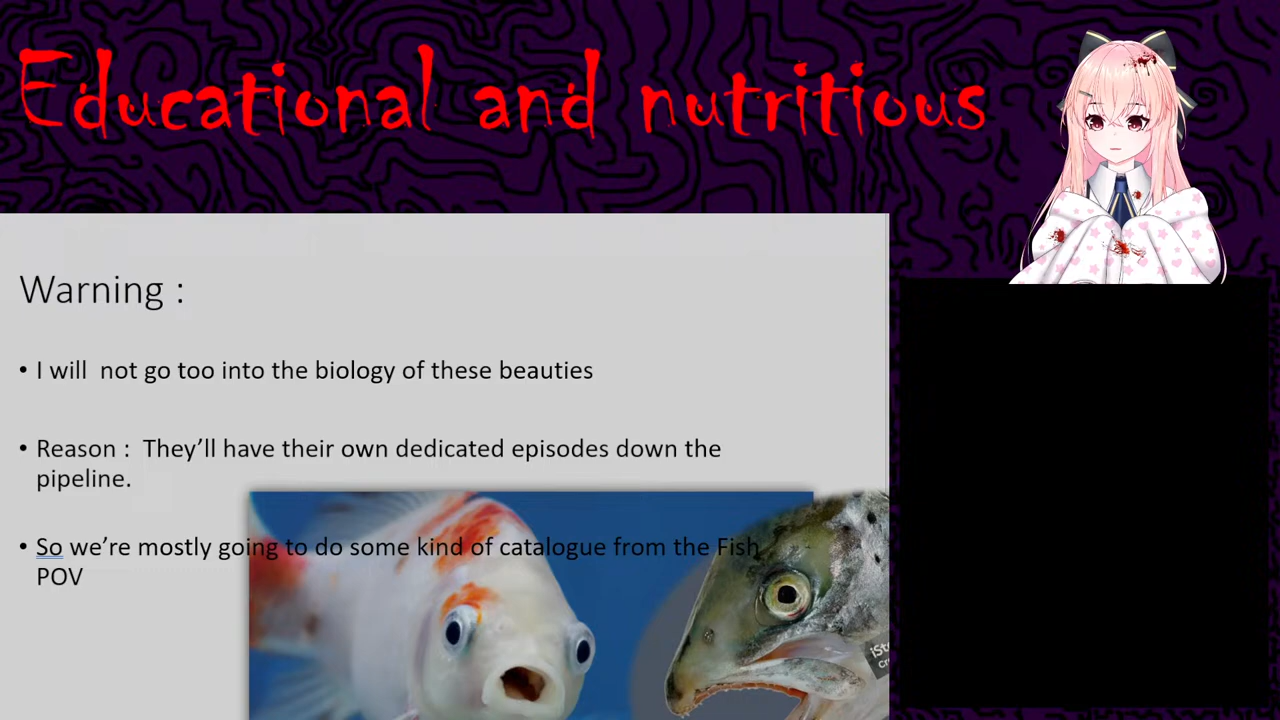 Educational and nutritious
Warning :
• I will  not go too into the biology of these beauties
• Reason :  They’ll have their own dedicated episodes down the
pipeline.
• So we’re mostly going to do some kind of catalogue from the Fish
POV